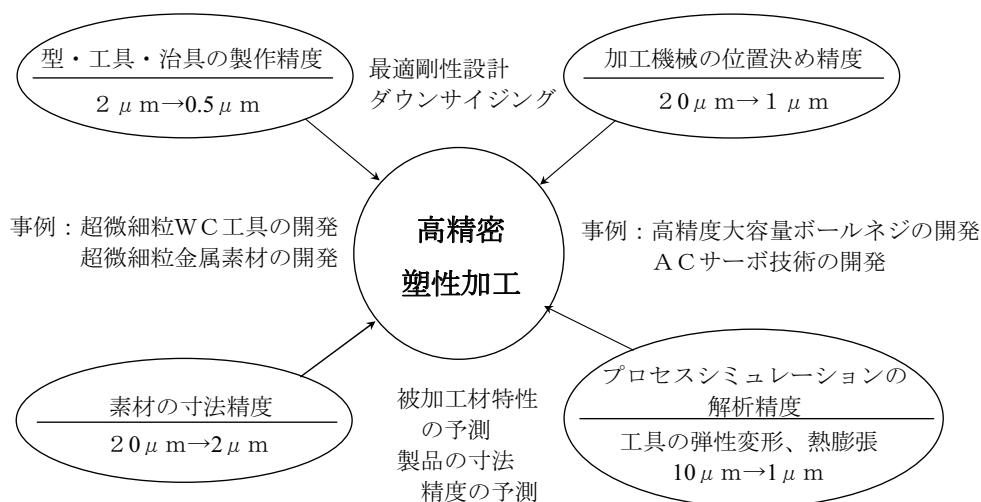 型・工具・治具の製作精度
２μｍ→0.5μｍ
最適剛性設計
ダウンサイジング
加工機械の位置決め精度
２０μｍ→１μｍ
事例：超微細粒ＷＣ工具の開発
超微細粒金属素材の開発
高精密
塑性加工
事例：高精度大容量ボールネジの開発
ＡＣサーボ技術の開発
素材の寸法精度
２０μｍ→2μｍ
被加工材特性
の予測
製品の寸法
精度の予測
プロセスシミュレーションの
解析精度
工具の弾性変形、熱膨張
10μｍ→1μｍ